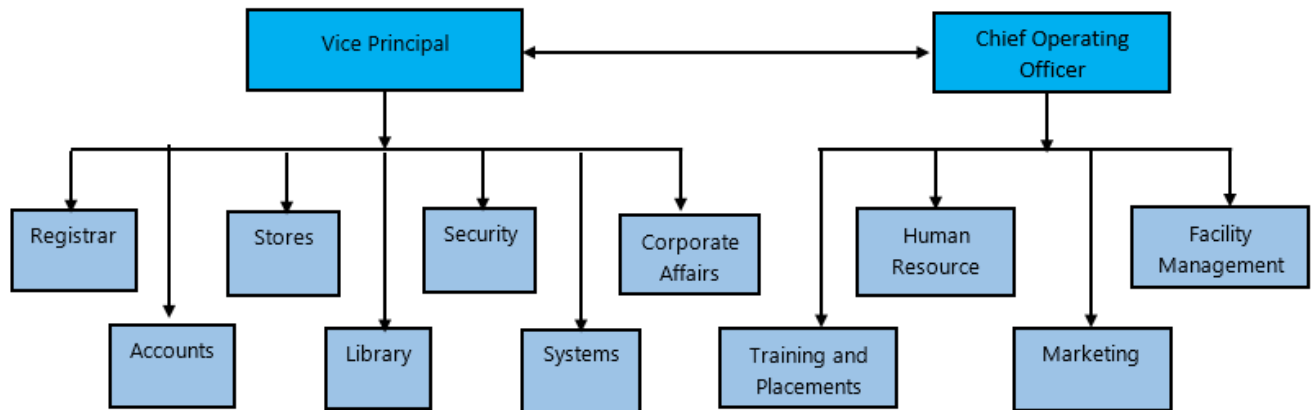 Vice Principal
Chief Operating
Officer
Registrar
Stores
Security
Corporate
Affairs
Human
Resource
Facility
Management
Accounts
Library
Systems
Training and
Placements
Marketing